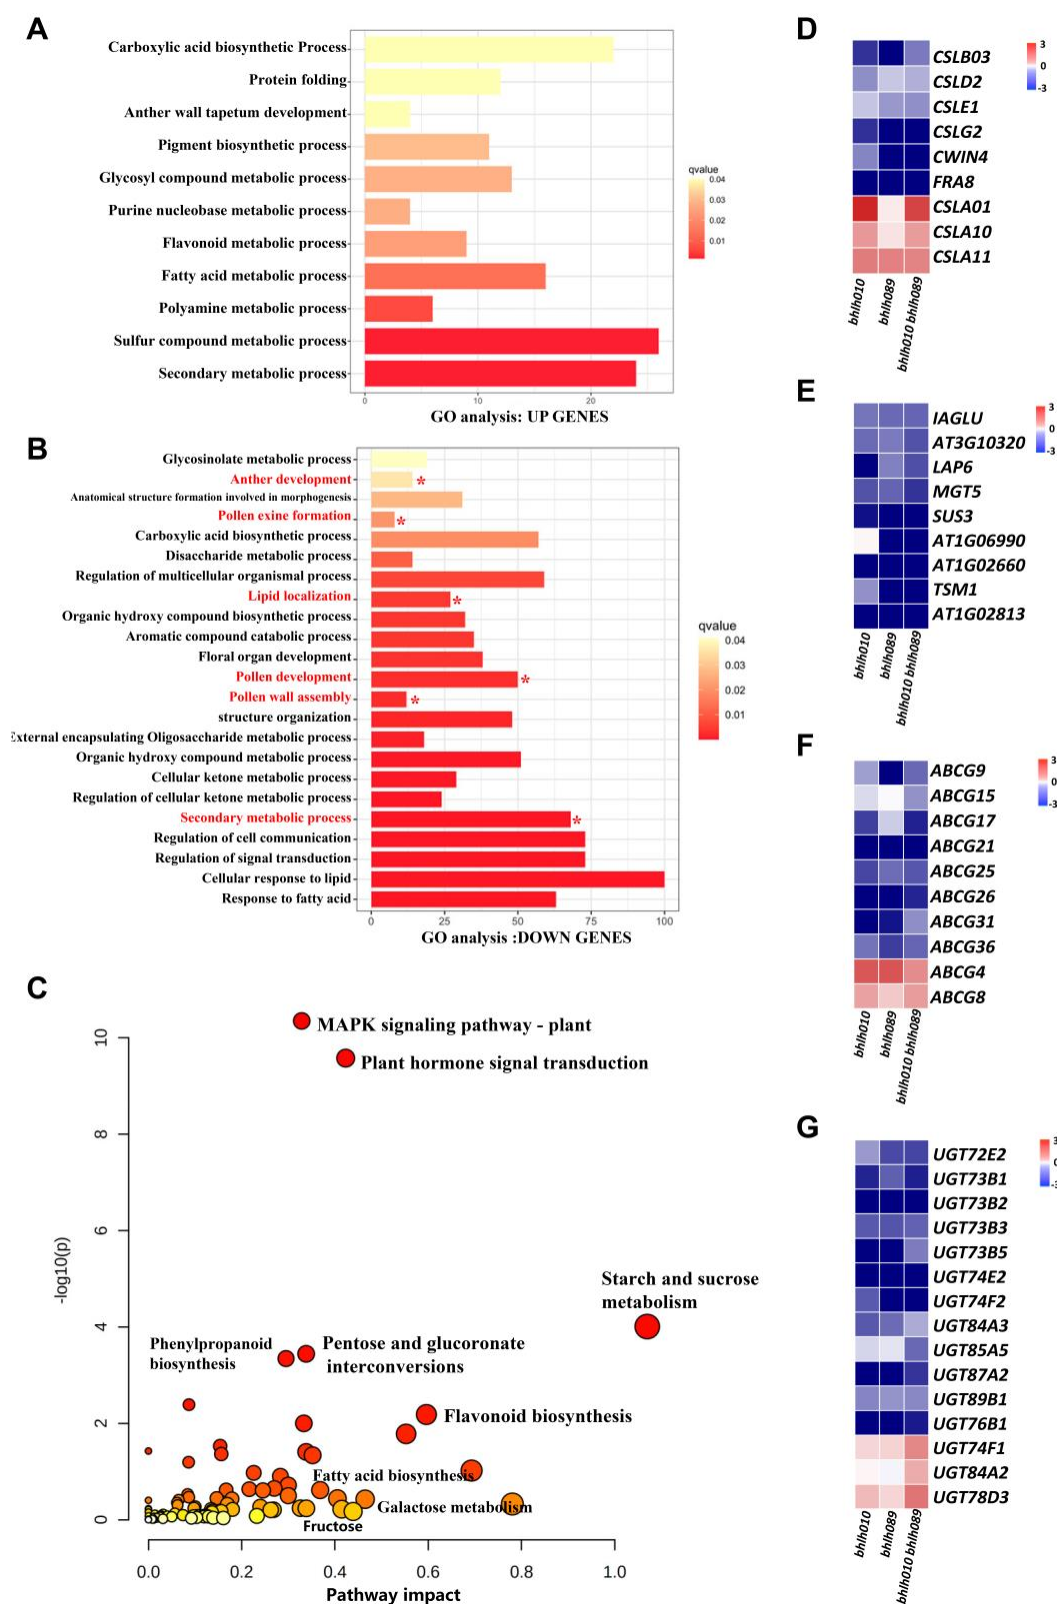 A
Carboxylic acid biosynthetic Process
Protein folding
Anther wall tapetum development
Pigment biosynthetic process
Glycosyl compound metabolic process
Purine nucleobase metabolic process
Flavonoid metabolic process
Fatty acid metabolic process
Polyamine metabolic process
Sulfur compound metabolic process
Secondary metabolic process
0 10 20
GO analysis: UP GENES
qvalue
0.04
0.03
0.02
0.01
B
Glycosinolate metabolic process
Anther development *
Anatomical structure formation involved in morphogenesis
Pollen exine formation *
Carboxylic acid biosynthetic process
Disaccharide metabolic process
Regulation of multicellular organismal process
Lipid localization *
Organic hydroxy compound biosynthetic process
Aromatic compound catabolic process
Floral organ development
Pollen development *
Pollen wall assembly *
structure organization
External encapsulating Oligosaccharide metabolic process
Organic hydroxy compound metabolic process
Cellular ketone metabolic process
Regulation of cellular ketone metabolic process
Secondary metabolic process *
Regulation of cell communication
Regulation of signal transduction
Cellular response to lipid
Response to fatty acid
0 25 50 75 100
GO analysis :DOWN GENES
qvalue
0.04
0.03
0.02
0.01
C
MAPK signaling pathway - plant
Plant hormone signal transduction
Starch and sucrose
metabolism
Phenylpropanoid
biosynthesis
Pentose and glucoronate
interconversions
Flavonoid biosynthesis
Fatty acid biosynthesis
Galactose metabolism
Fructose
-log10(p)
10
8
6
4
2
0
0.0 0.2 0.4 0.6 0.8 1.0
Pathway impact
D
CSLB03
CSLD2
CSLE1
CSLG2
CWIN4
FRA8
CSLA01
CSLA10
CSLA11
bhlh010
bhlh089
bhlh010 bhlh089
3
0
-3
E
IAGLU
AT3G10320
LAP6
MGT5
SUS3
AT1G06990
AT1G02660
TSM1
AT1G02813
bhlh010
bhlh089
bhlh010 bhlh089
3
0
-3
F
ABCG9
ABCG15
ABCG17
ABCG21
ABCG25
ABCG26
ABCG31
ABCG36
ABCG4
ABCG8
bhlh010
bhlh089
bhlh010 bhlh089
3
0
-3
G
UGT72E2
UGT73B1
UGT73B2
UGT73B3
UGT73B5
UGT74E2
UGT74F2
UGT84A3
UGT85A5
UGT87A2
UGT89B1
UGT76B1
UGT74F1
UGT84A2
UGT78D3
bhlh010
bhlh089
bhlh010 bhlh089
3
0
-3